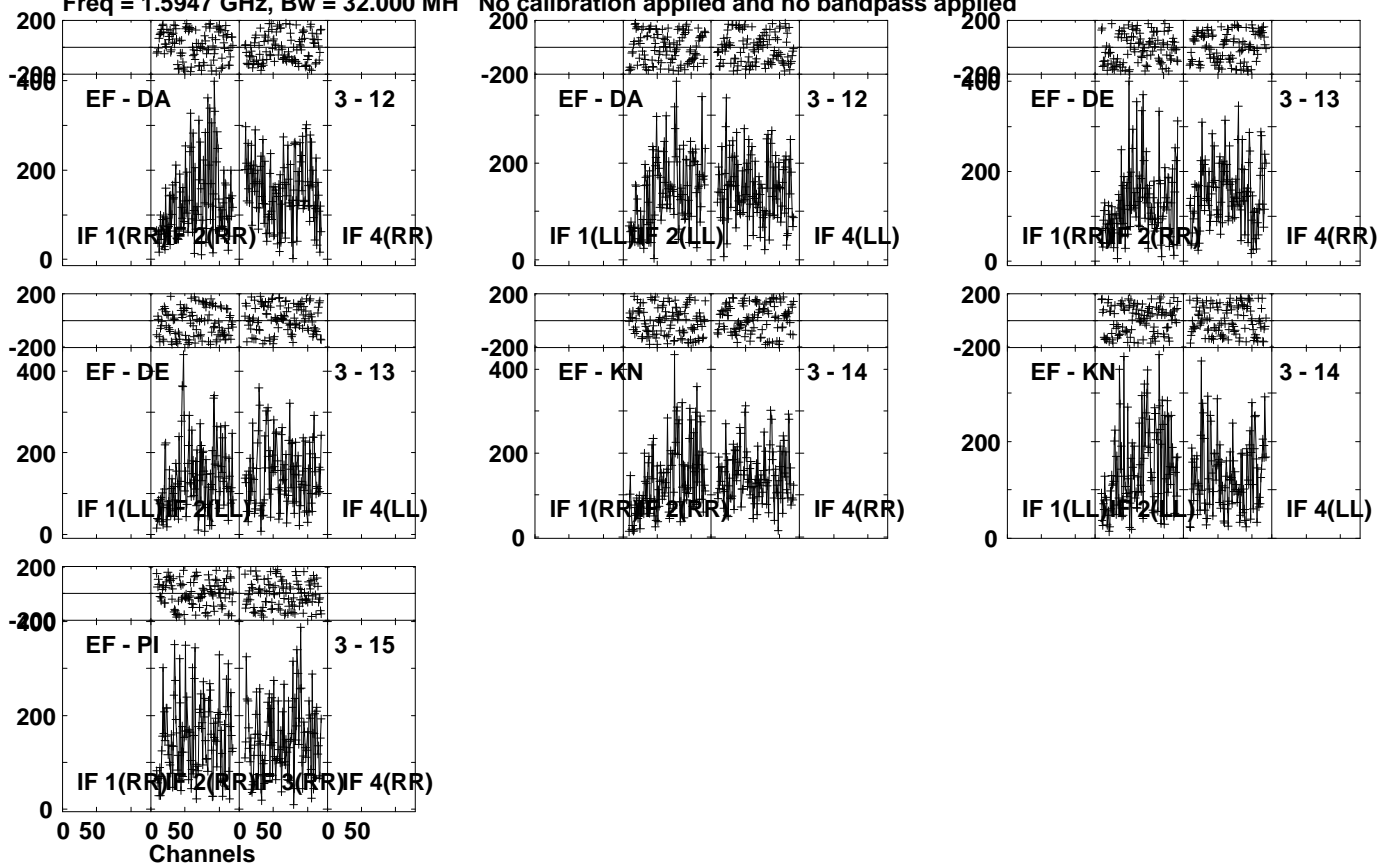 Freq = 1.5947 GHz, Bw = 32.000 MH No calibration applied and no bandpass applied
200
-200
400
EF - DA
3 - 12
200
IF 1(RR)
IF 2(RR)
IF 4(RR)
0
200
-200
EF - DA
3 - 12
200
IF 1(LL)
IF 2(LL)
IF 4(LL)
0
200
-200
400
EF - DE
3 - 13
200
IF 1(RR)
IF 2(RR)
IF 4(RR)
0
200
-200
400
EF - DE
3 - 13
200
IF 1(LL)
IF 2(LL)
IF 4(LL)
0
200
-200
400
EF - KN
3 - 14
200
IF 1(RR)
IF 2(RR)
IF 4(RR)
0
200
-200
EF - KN
3 - 14
200
IF 1(LL)
IF 2(LL)
IF 4(LL)
0
200
-200
400
EF - PI
3 - 15
200
IF 1(RR)
IF 2(RR)
IF 3(RR)
IF 4(RR)
0
0 50 0 50 0 50 0 50
Channels